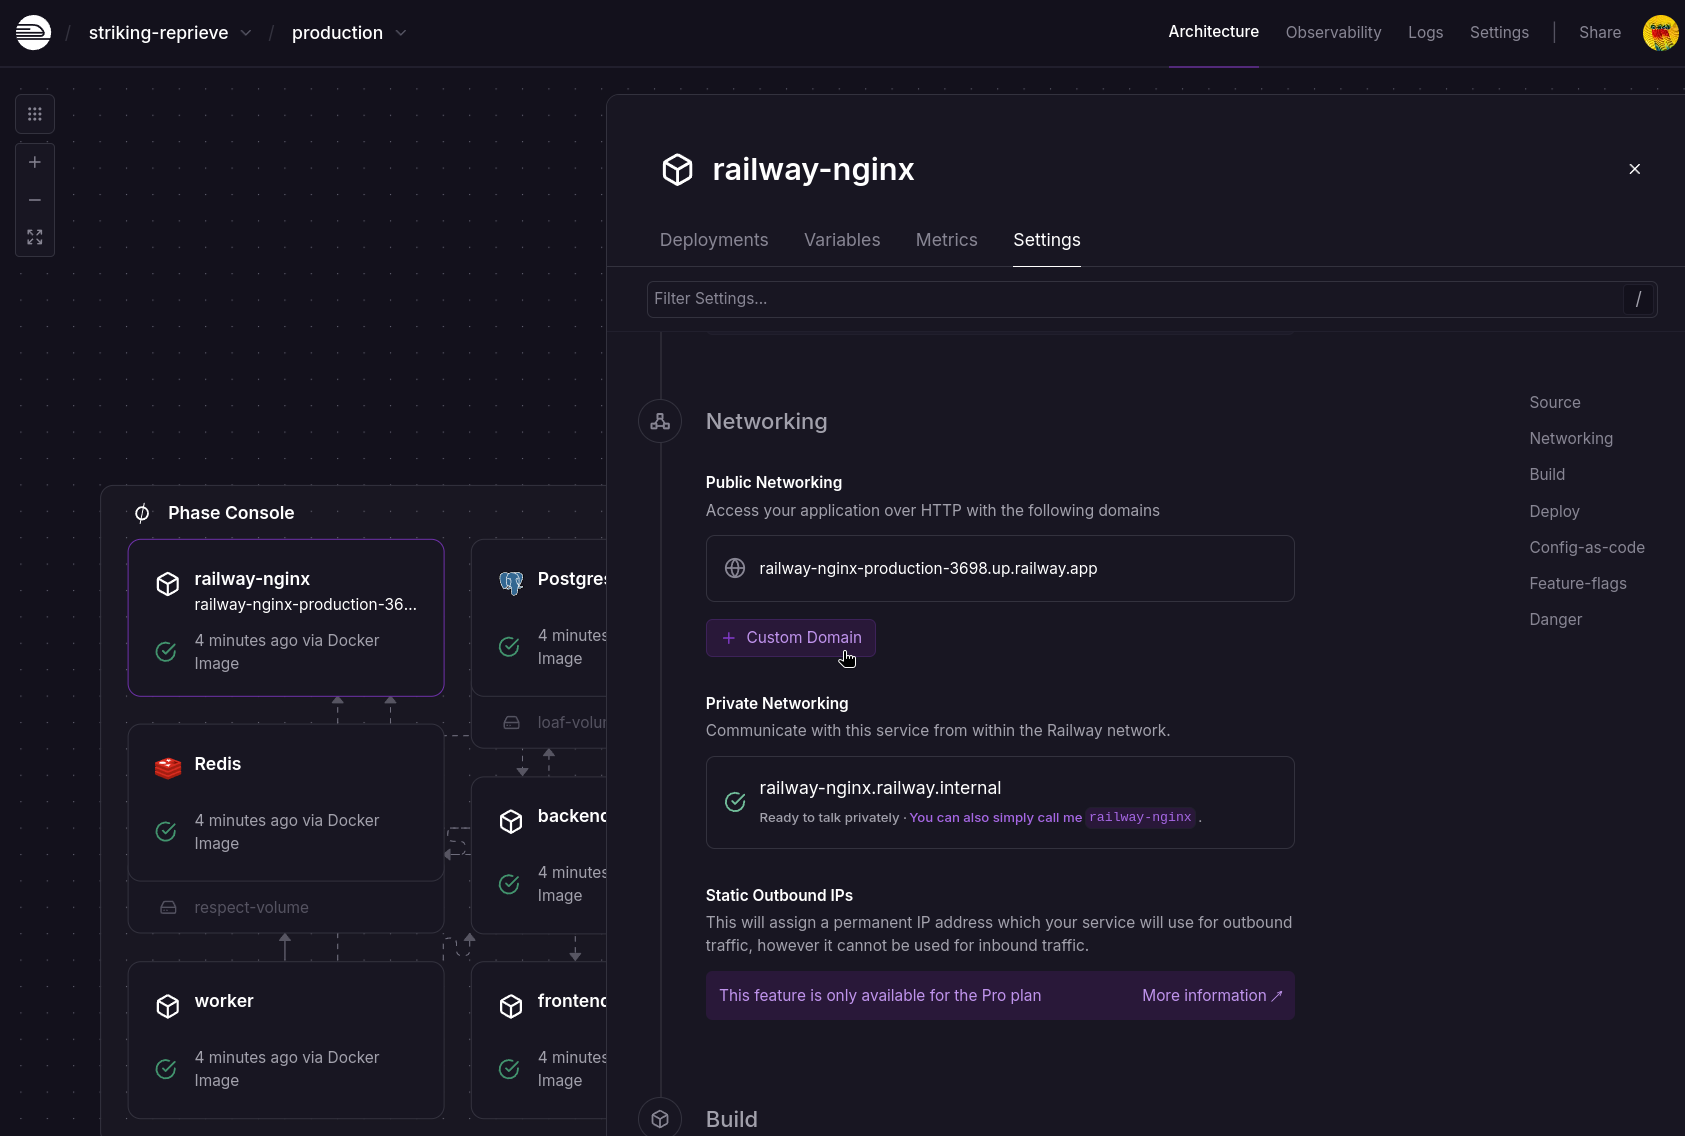 / striking-reprieve / production
Architecture Observability Logs Settings Share
railway-nginx
Deployments Variables Metrics Settings
Filter Settings... /
Networking
Public Networking
Access your application over HTTP with the following domains
railway-nginx-production-3698.up.railway.app
+ Custom Domain
Private Networking
Communicate with this service from within the Railway network.
railway-nginx.railway.internal
Ready to talk privately · You can also simply call me railway-nginx .
Static Outbound IPs
This will assign a permanent IP address which your service will use for outbound
traffic, however it cannot be used for inbound traffic.
This feature is only available for the Pro plan More information ↗
Build
Source
Networking
Build
Deploy
Config-as-code
Feature-flags
Danger
Phase Console
railway-nginx
railway-nginx-production-36...
4 minutes ago via Docker
Image
Postgres
4 minutes
Image
loaf-volu
Redis
4 minutes ago via Docker
Image
respect-volume
backend
4 minutes
Image
worker
4 minutes ago via Docker
Image
frontend
4 minutes
Image